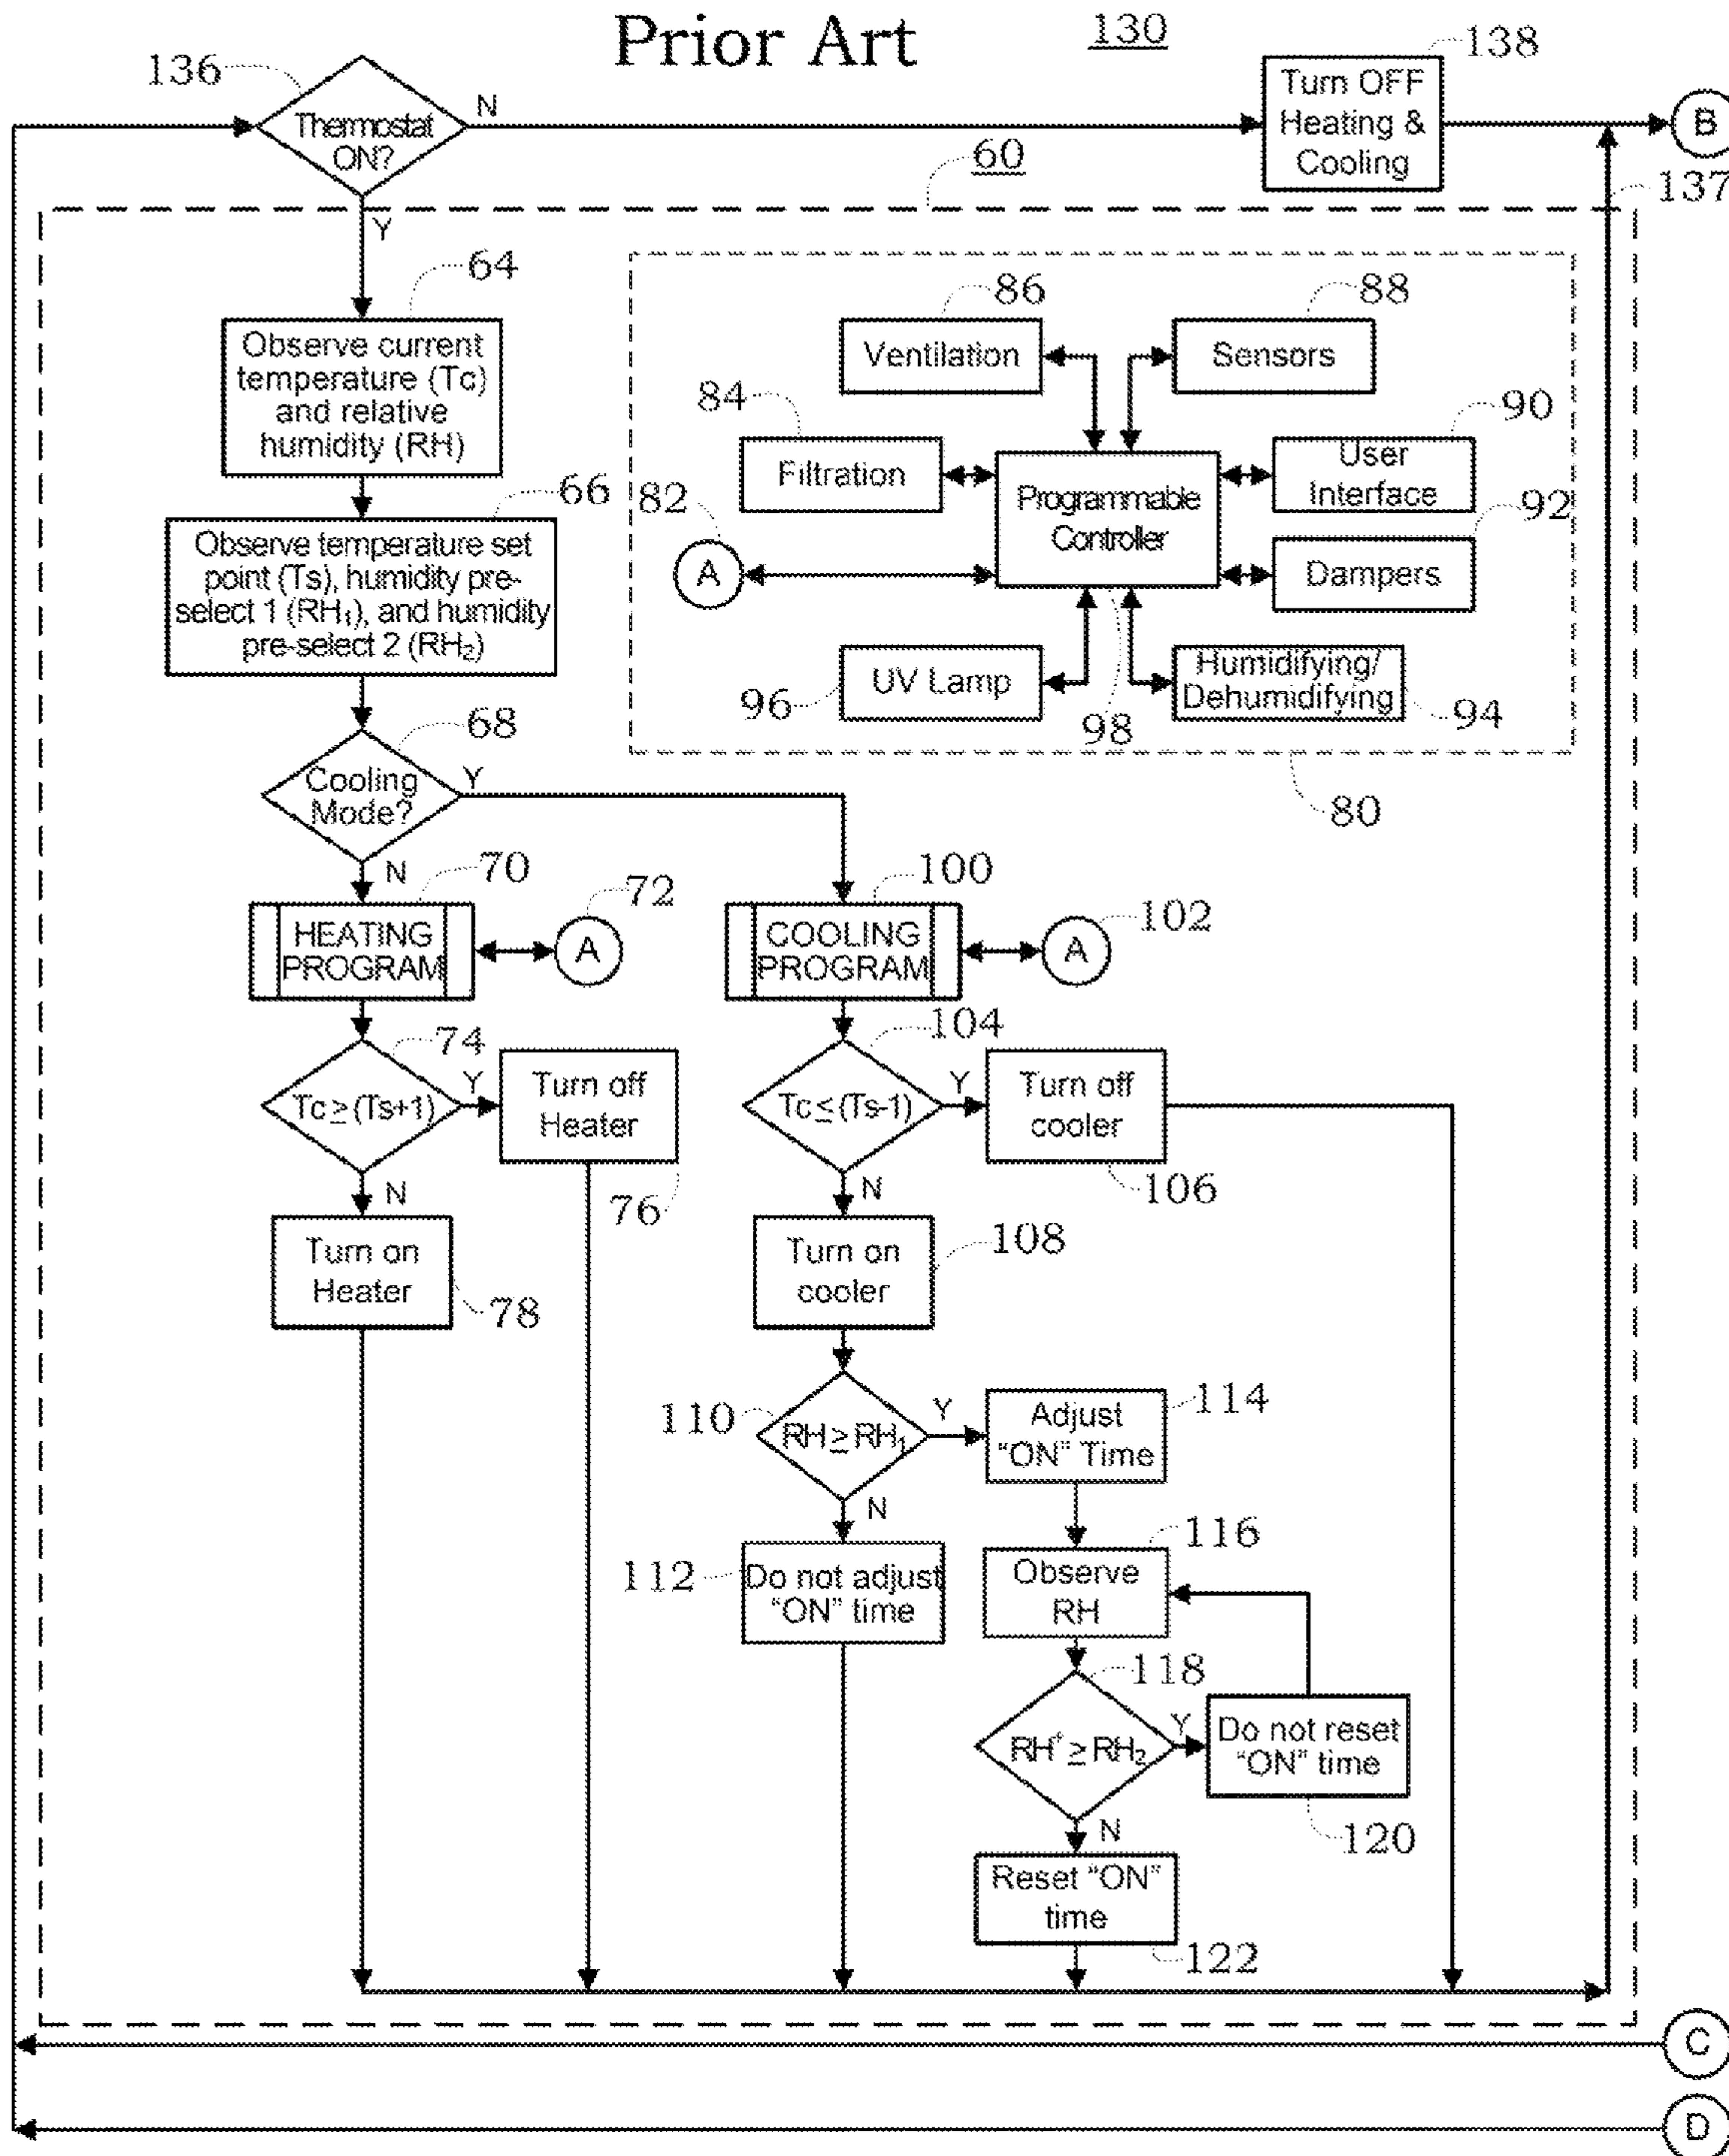 Prior Art
130
138
136
Thermostat
ON?
N
Turn OFF
Heating &
Cooling
B
60
137
Y
64
Observe current
temperature (Tc)
and relative
humidity (RH)
66
Observe temperature set
point (Ts), humidity pre-
select 1 (RH₁), and humidity
pre-select 2 (RH₂)
86
88
Ventilation
Sensors
84
90
Filtration
User
Interface
82
Programmable
Controller
92
A
Dampers
UV Lamp
Humidifying/
Dehumidifying
96
98
94
80
68
Cooling
Mode?
Y
N
70
72
100
102
HEATING
PROGRAM
A
COOLING
PROGRAM
A
74
104
Tc ≥ (Ts+1)
Y
Turn off
Heater
Tc ≤ (Ts-1)
Y
Turn off
cooler
N
76
N
106
Turn on
Heater
78
Turn on
cooler
108
110
RH ≥ RH₁
Y
Adjust
“ON” Time
114
N
112
Do not adjust
“ON” time
116
Observe
RH
118
RH⁺ ≥ RH₂
Y
Do not reset
“ON” time
N
120
Reset “ON”
time
122
C
D